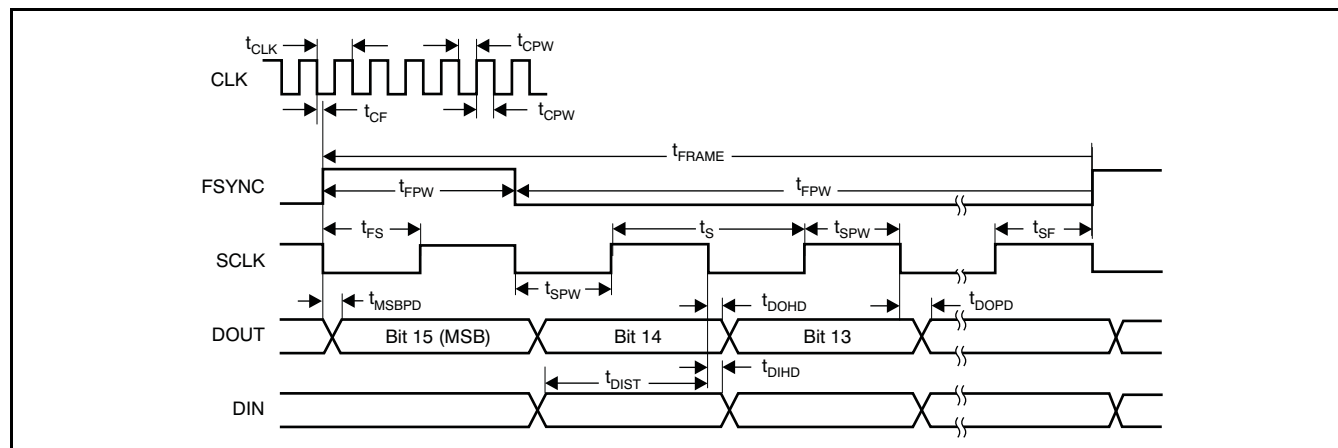 tCLK
tCPW
CLK
tCF
tCPW
tFRAME
FSYNC
tFPW
tFPW
tFS
tS
tSPW
tSF
SCLK
tSPW
tMSBPD
tDOHD
tDOPD
DOUT
Bit 15 (MSB)
Bit 14
Bit 13
tDIST
tDIHD
DIN